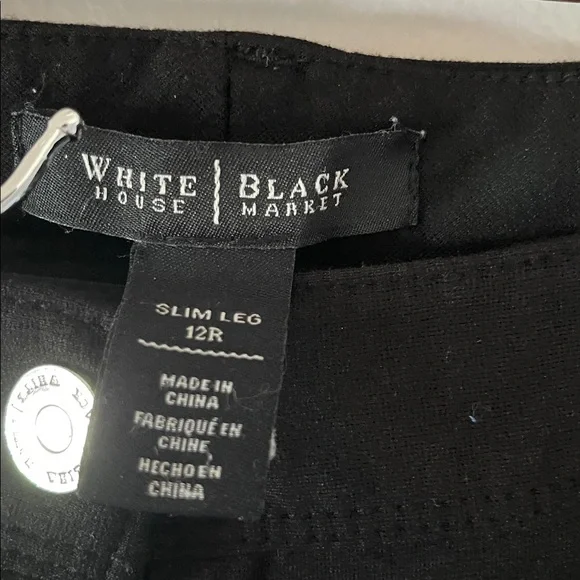 WHITE | BLACK
HOUSE | MARKET
SLIM LEG
12R
MADE IN
CHINA
FABRIQUÉ EN
CHINE
HECHO EN
CHINA